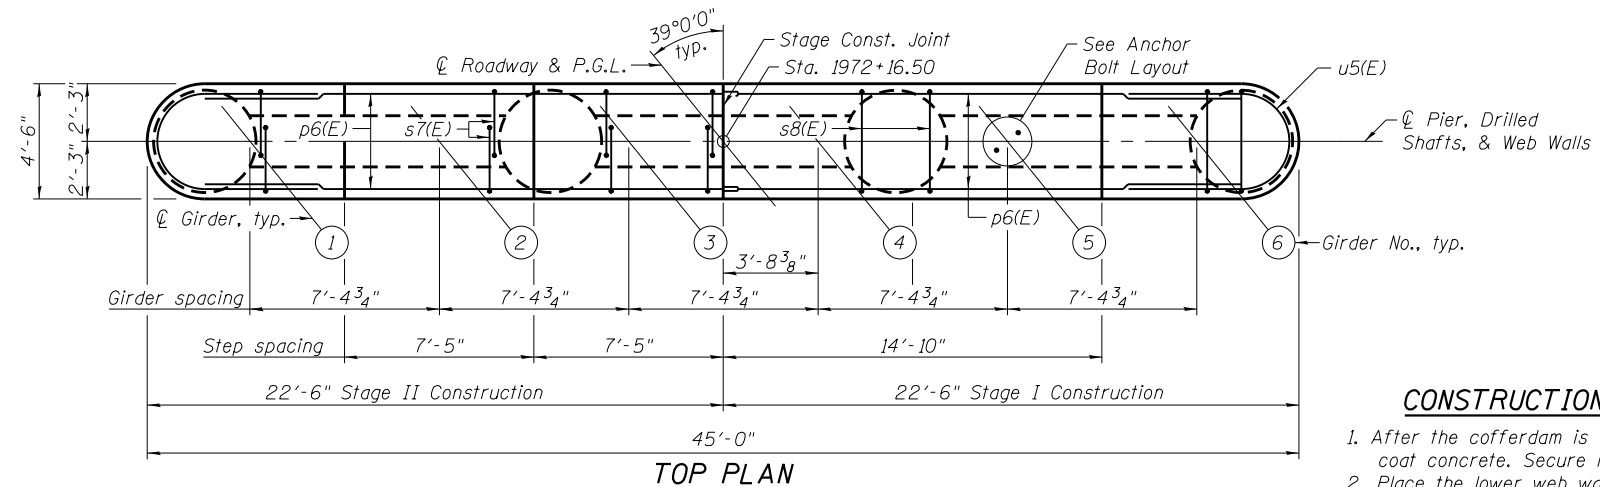 39°0'0"
typ.
Stage Const. Joint
See Anchor
Bolt Layout
℄ Roadway & P.G.L.
Sta. 1972+16.50
u5(E)
4'-6"
2'-3"
2'-3"
p6(E)
s7(E)
s8(E)
℄ Pier, Drilled
Shafts, & Web Walls
℄ Girder, typ.
p6(E)
1
2
3
4
5
6
Girder No., typ.
3'-8 3/8"
Girder spacing
7'-4 3/4"
7'-4 3/4"
7'-4 3/4"
7'-4 3/4"
7'-4 3/4"
Step spacing
7'-5"
7'-5"
14'-10"
22'-6" Stage II Construction
22'-6" Stage I Construction
45'-0"
TOP PLAN
CONSTRUCTION
1. After the cofferdam is
coat concrete. Secure
2. Place the lower web